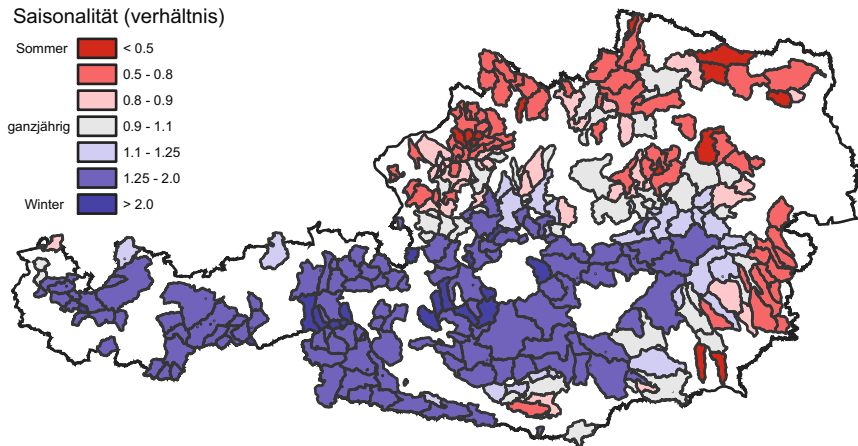 Saisonalität (verhältnis)
Sommer < 0.5
0.5 - 0.8
0.8 - 0.9
ganzjährig 0.9 - 1.1
1.1 - 1.25
1.25 - 2.0
Winter > 2.0